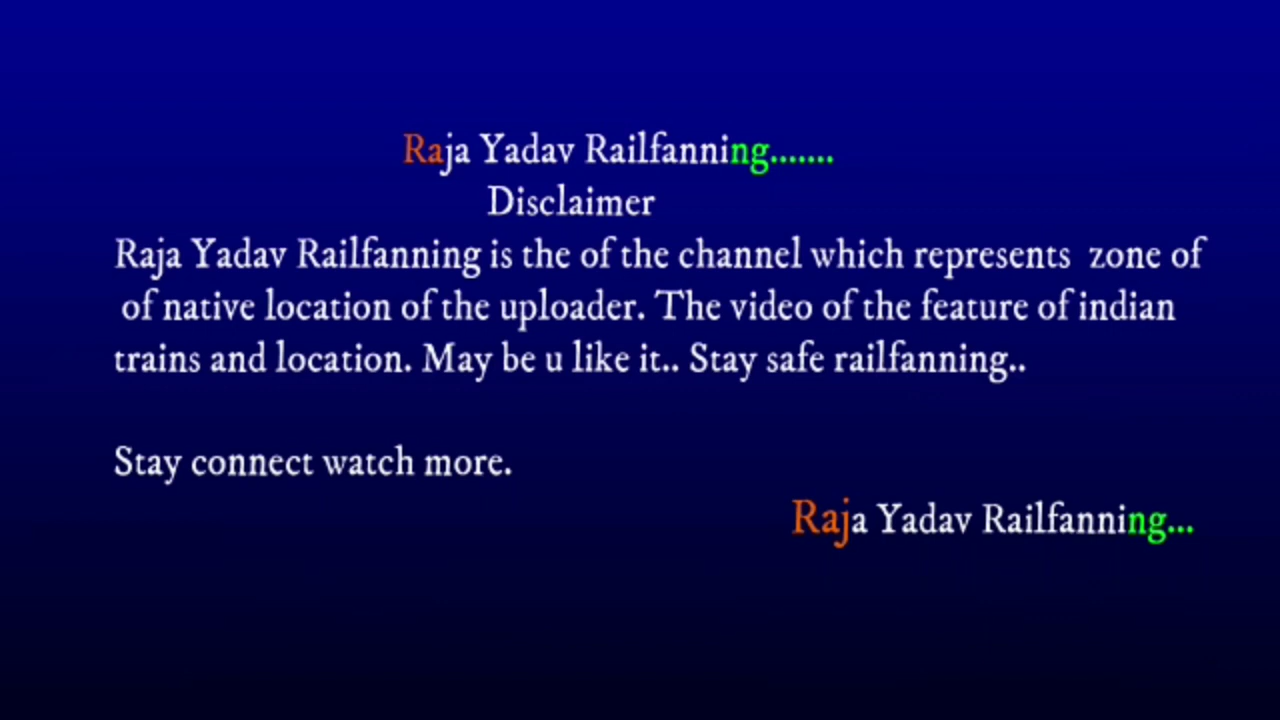 Raja Yadav Railfanning.......
Disclaimer
Raja Yadav Railfanning is the of the channel which represents  zone of
of native location of the uploader. The video of the feature of indian
trains and location. May be u like it.. Stay safe railfanning..
Stay connect watch more.
Raja Yadav Railfanning...